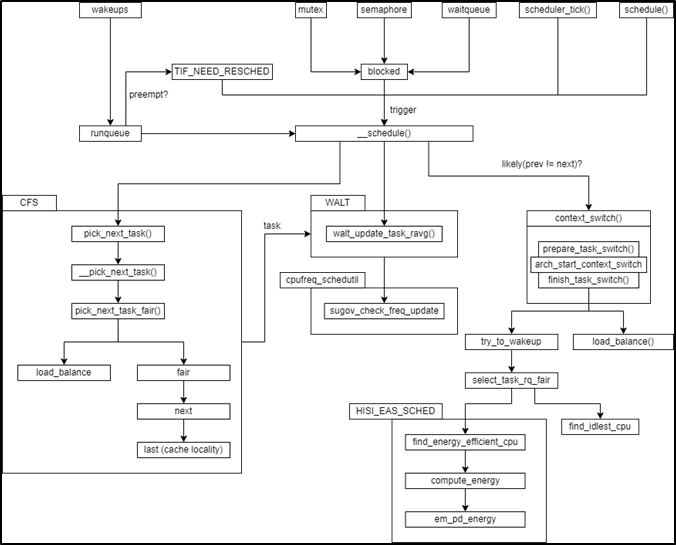 wakeups
mutex
semaphore
waitqueue
scheduler_tick()
schedule()
TIF_NEED_RESCHED
blocked
preempt?
trigger
runqueue
__schedule()
likely(prev != next)?
CFS
WALT
context_switch()
pick_next_task()
task
walt_update_task_ravg()
prepare_task_switch()
__pick_next_task()
arch_start_context_switch
cpufreq_schedutil
finish_task_switch()
pick_next_task_fair()
sugov_check_freq_update
try_to_wakeup
load_balance()
load_balance
fair
select_task_rq_fair
next
HISI_EAS_SCHED
find_idlest_cpu
last (cache locality)
find_energy_efficient_cpu
compute_energy
em_pd_energy